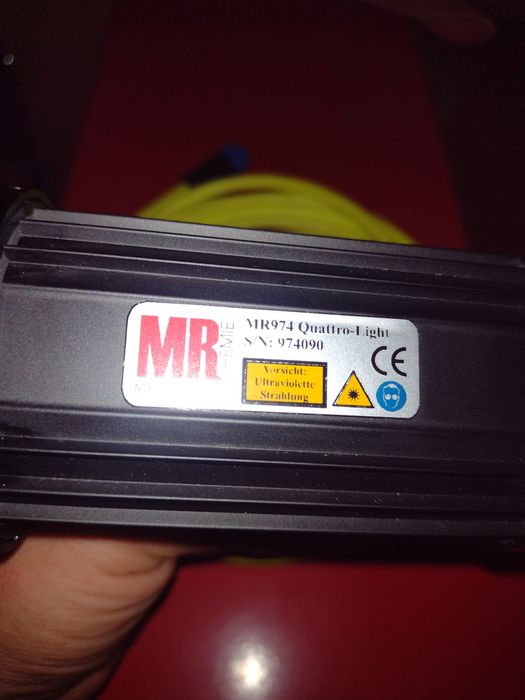 MR
CHEMIE
MR974 Quattro-Light
S/N: 974090
Vorsicht:
Ultraviolette
Strahlung
CE